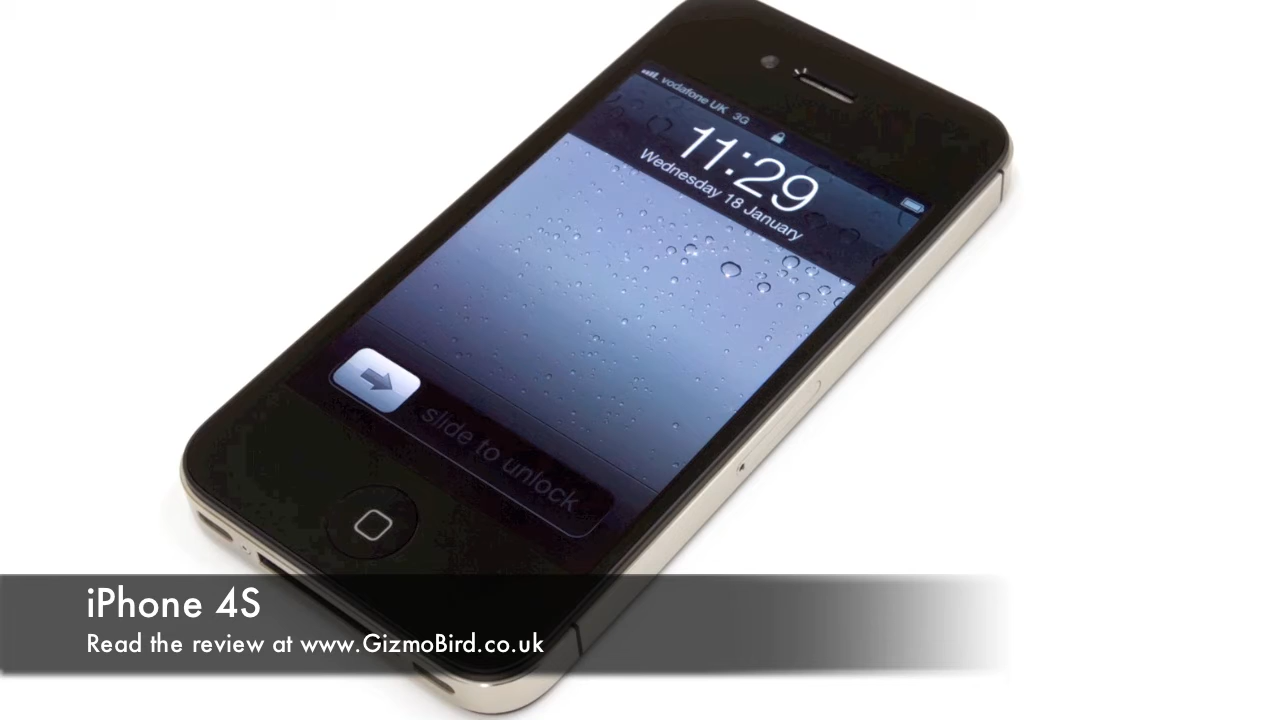 vodafone UK 3G
11:29
Wednesday 18 January
slide to unlock
iPhone 4S
Read the review at www.GizmoBird.co.uk